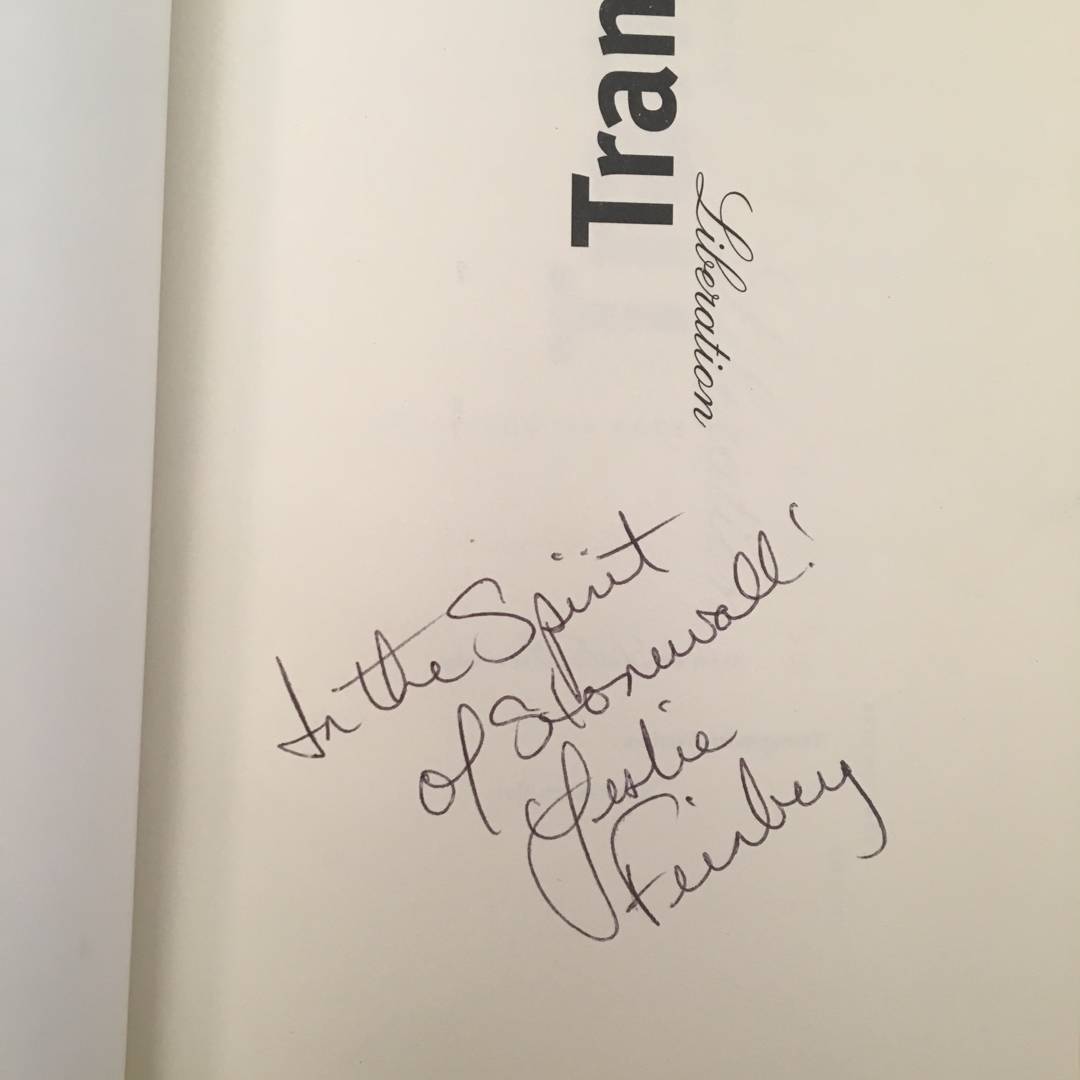 Tran
Liberation
In the Spirit
of Stonewall!
Leslie
Feinberg